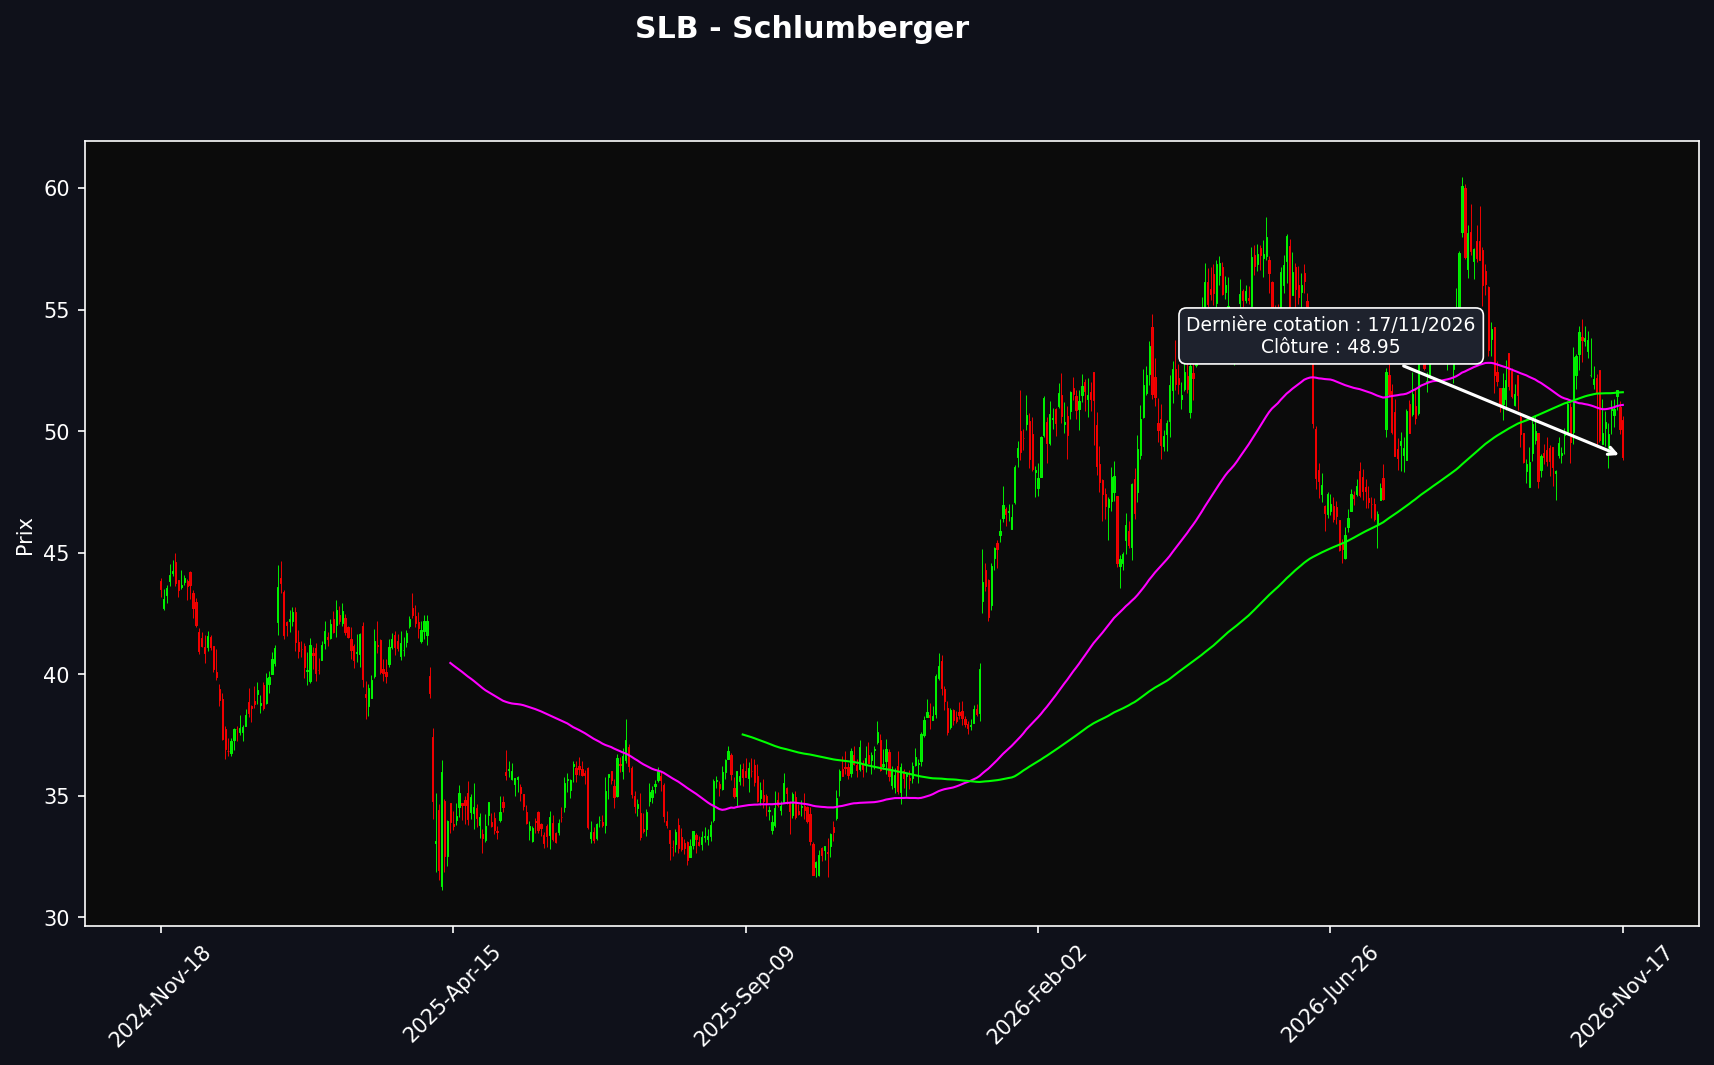 SLB - Schlumberger
Prix
60
55
50
45
40
35
30
Dernière cotation : 17/11/2026
Clôture : 48.95
2024-Nov-18
2025-Apr-15
2025-Sep-09
2026-Feb-02
2026-Jun-26
2026-Nov-17